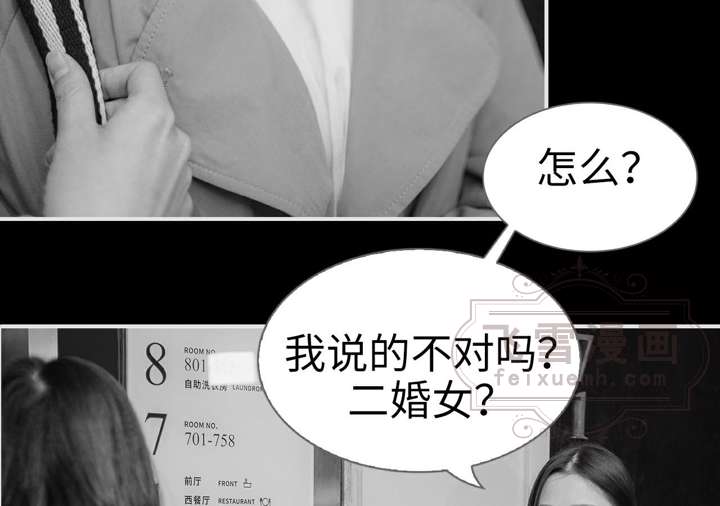 怎么?
我说的不对吗?
二婚女?
飞雪漫画
feixuemh.com
8
ROOM NO.
801
自助洗衣房 LAUNDROM
7
ROOM NO.
701-758
前厅 FRONT
西餐厅 RESTAURANT